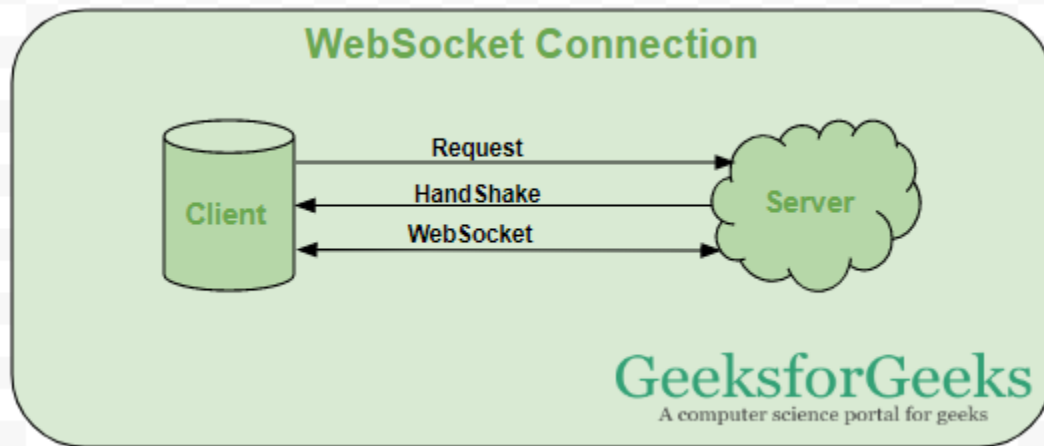 WebSocket Connection
Request
HandShake
WebSocket
Client
Server
GeeksforGeeks
A computer science portal for geeks